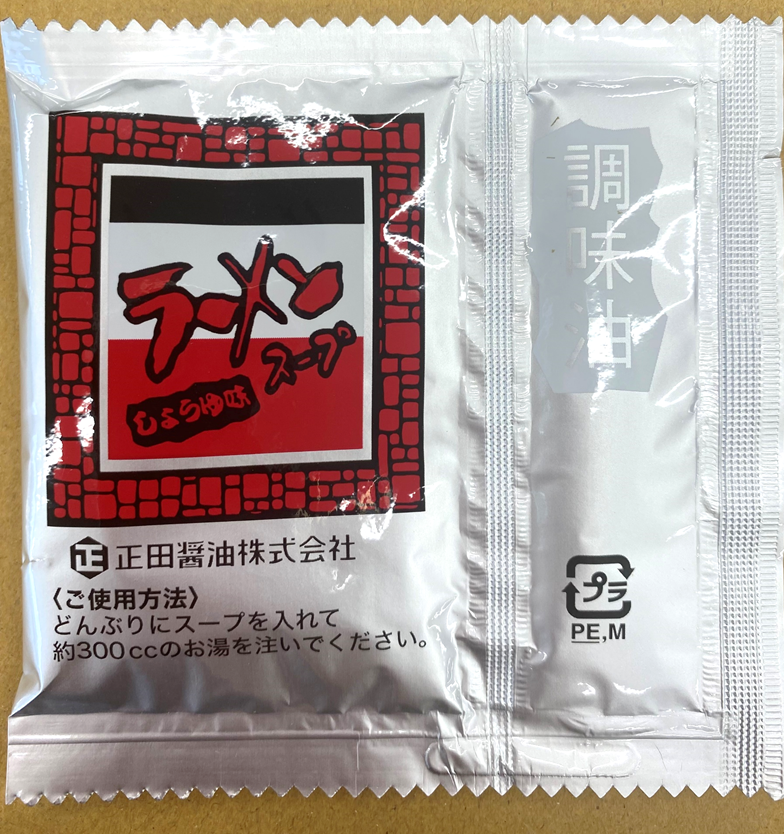 ラーメン
スープ
しょうゆ味
正 正田醤油株式会社
〈ご使用方法〉
どんぶりにスープを入れて
約300ccのお湯を注いでください。
調味油
プラ
PE,M